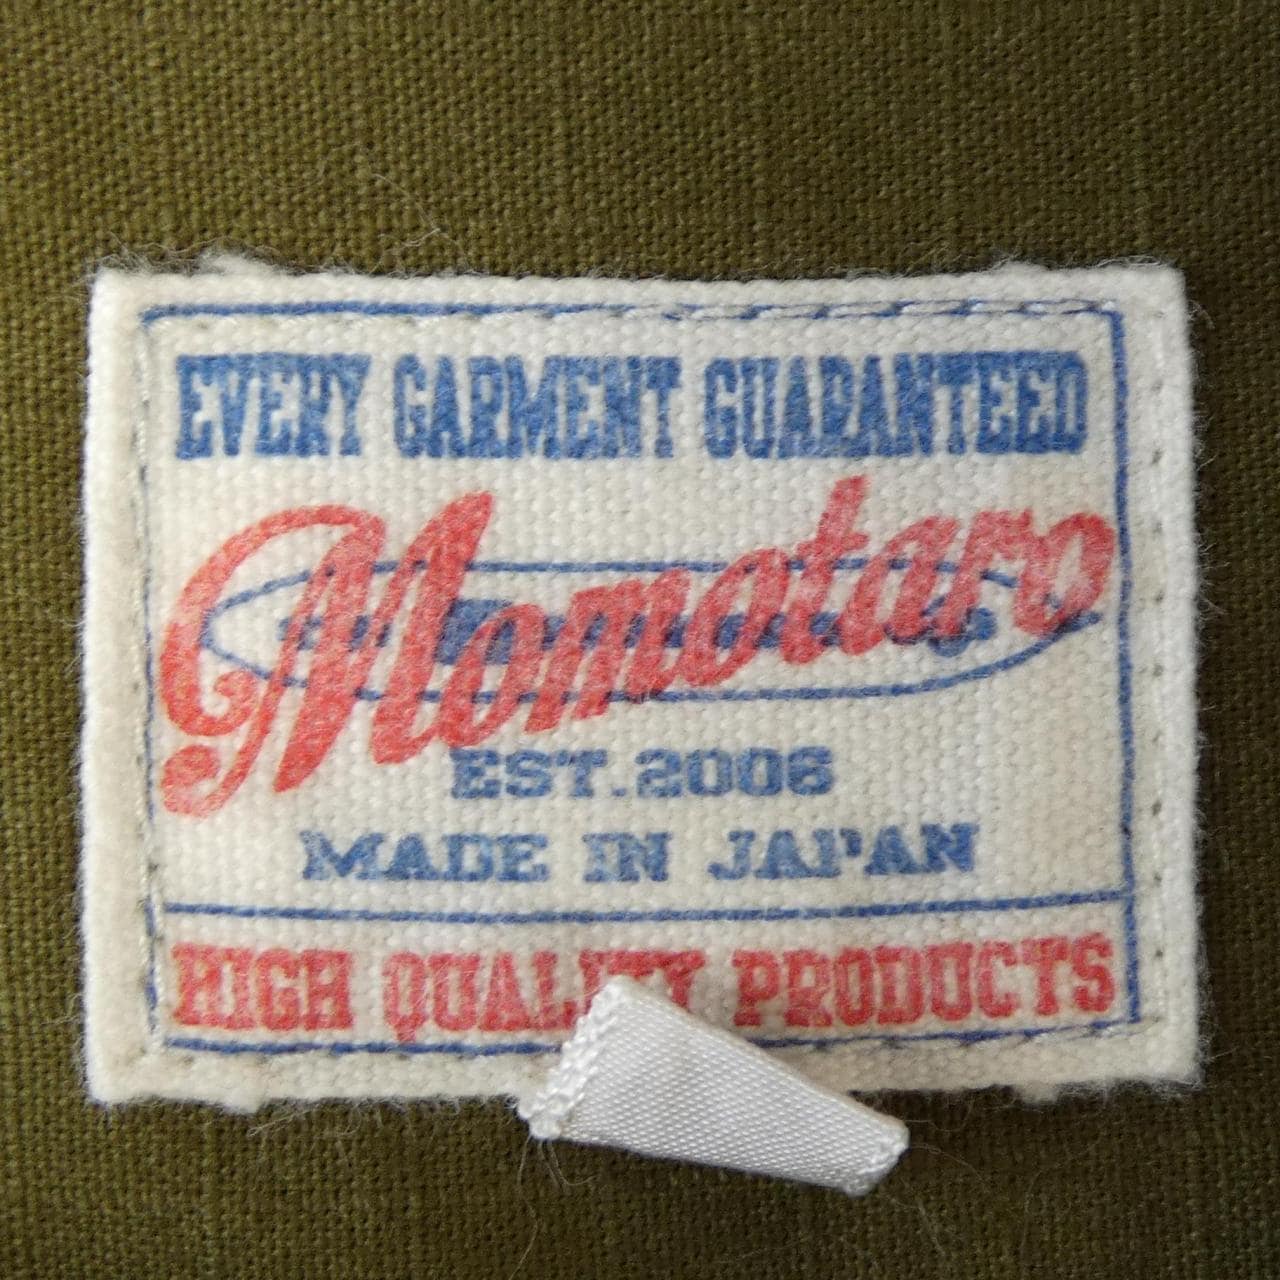 EVERY GARMENT GUARANTEED
Momotaro
EST.2006
MADE IN JAPAN
HIGH QUALITY PRODUCTS